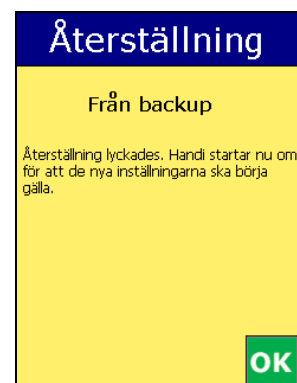 Återställning
Från backup
Återställning lyckades. Handi startar nu om
för att de nya inställningarna ska börja
gälla.
OK